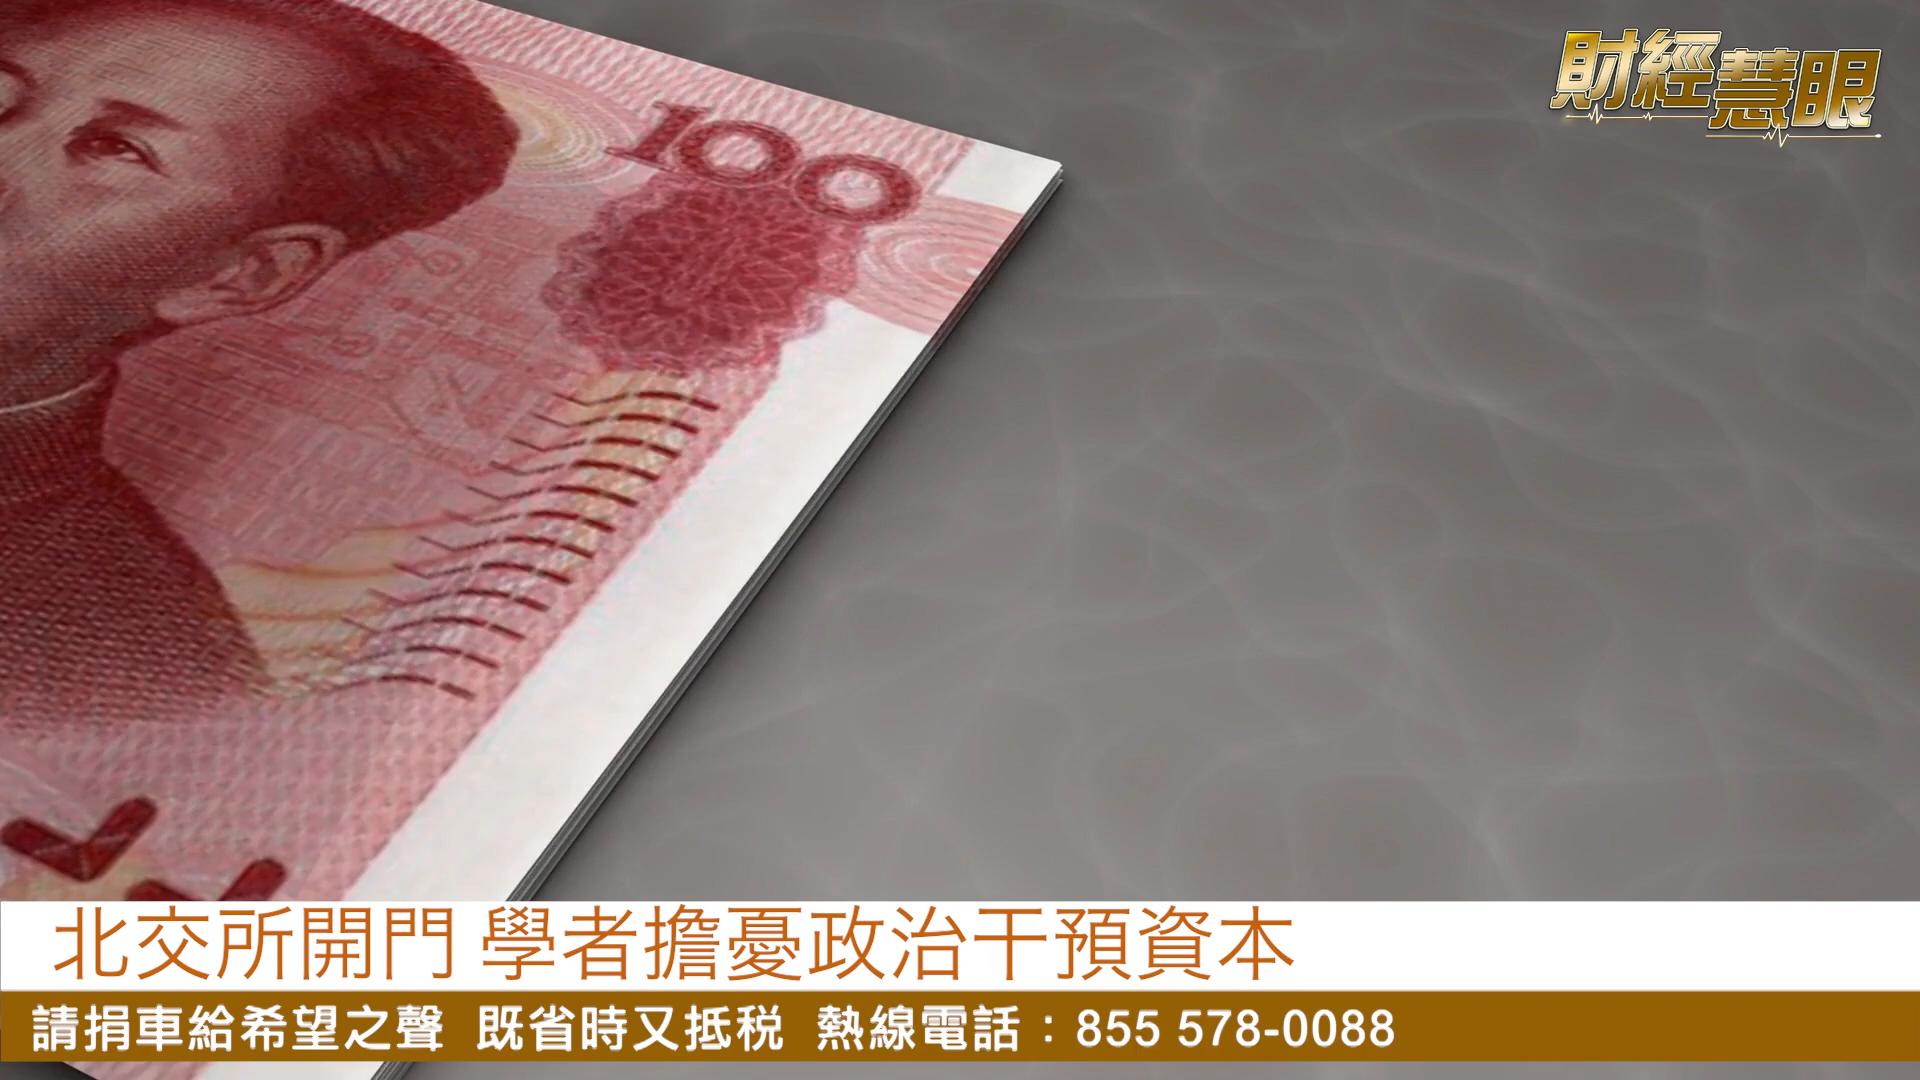 財經慧眼
100
北交所開門 學者擔憂政治干預資本
請捐車給希望之聲 既省時又抵税 熱線電話：855 578-0088